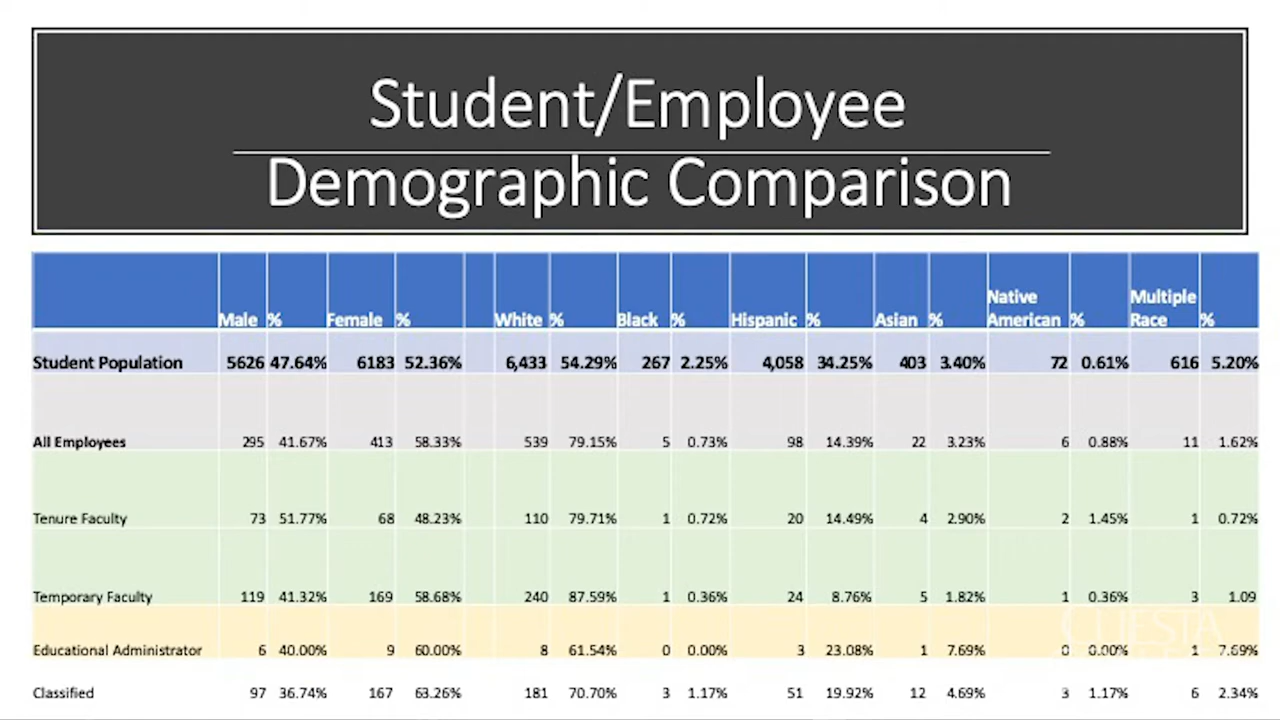 Student/Employee
Demographic Comparison
Male % Female % White % Black % Hispanic % Asian % Native American % Multiple Race %
Student Population 5626 47.64% 6183 52.36% 6,433 54.29% 267 2.25% 4,058 34.25% 403 3.40% 72 0.61% 616 5.20%
All Employees 295 41.67% 413 58.33% 539 79.15% 5 0.73% 98 14.39% 22 3.23% 6 0.88% 11 1.62%
Tenure Faculty 73 51.77% 68 48.23% 110 79.71% 1 0.72% 20 14.49% 4 2.90% 2 1.45% 1 0.72%
Temporary Faculty 119 41.32% 169 58.68% 240 87.59% 1 0.36% 24 8.76% 5 1.82% 1 0.36% 3 1.09
Educational Administrator 6 40.00% 9 60.00% 8 61.54% 0 0.00% 3 23.08% 1 7.69% 0 0.00% 1 7.69%
CUESTA
Classified 97 36.74% 167 63.26% 181 70.70% 3 1.17% 51 19.92% 12 4.69% 3 1.17% 6 2.34%